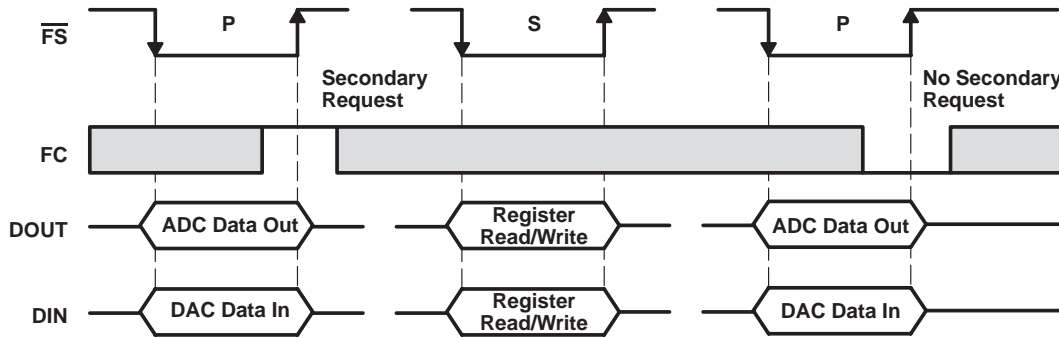 FS
P
S
P
Secondary
Request
No Secondary
Request
FC
DOUT
ADC Data Out
Register
Read/Write
ADC Data Out
DIN
DAC Data In
Register
Read/Write
DAC Data In